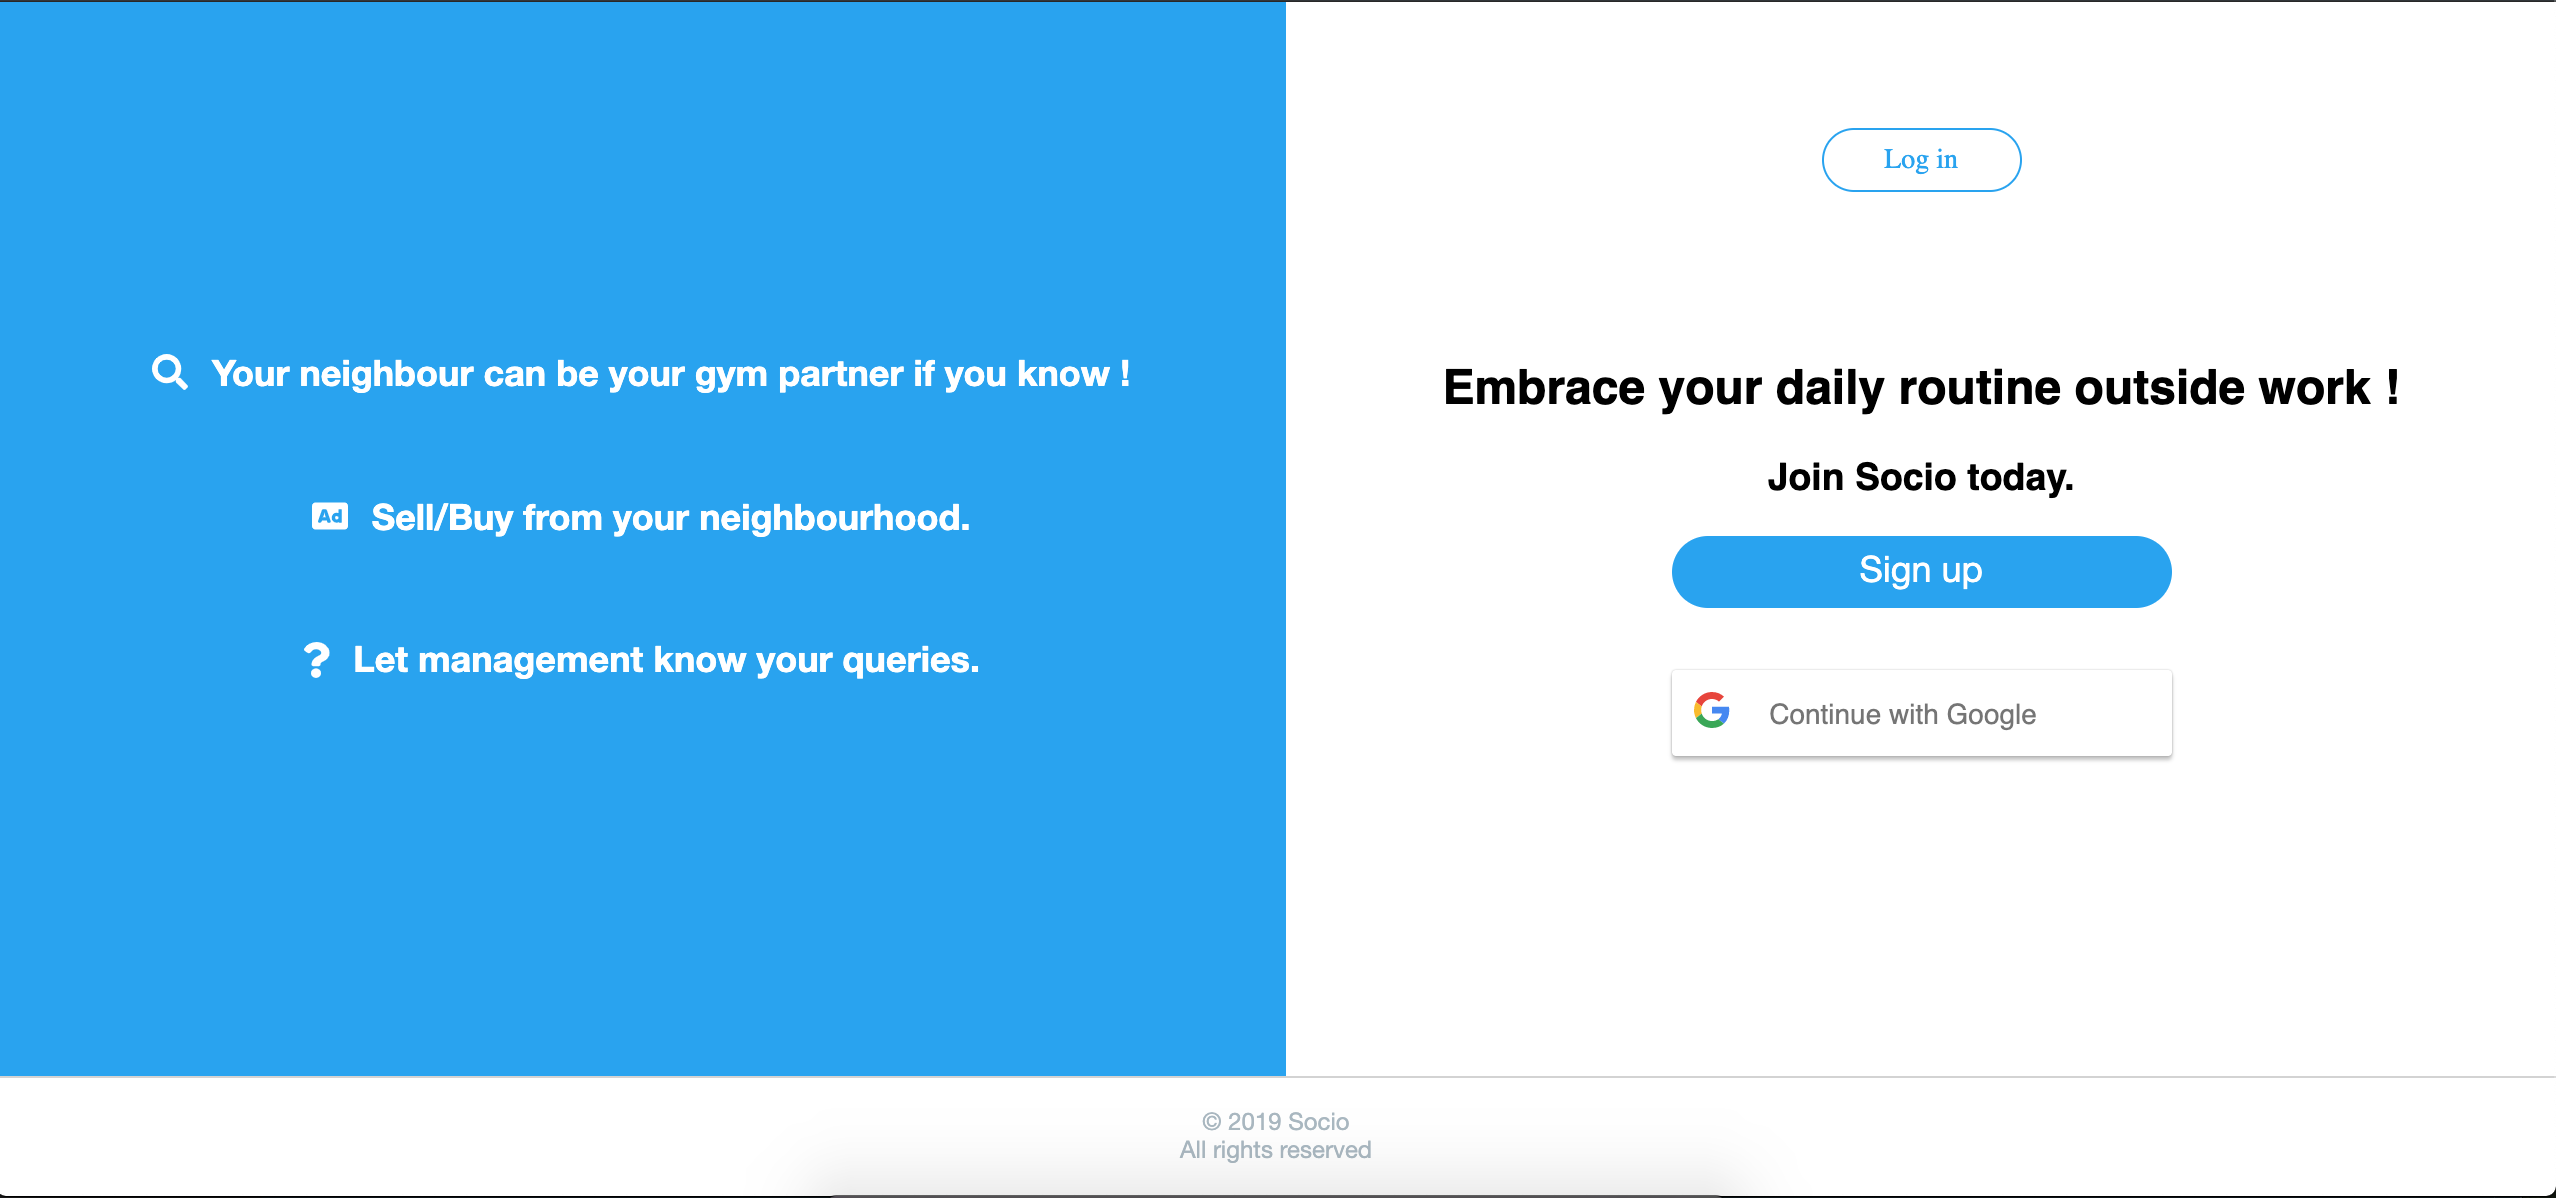 Your neighbour can be your gym partner if you know !
Ad Sell/Buy from your neighbourhood.
? Let management know your queries.
Log in
Embrace your daily routine outside work !
Join Socio today.
Sign up
G Continue with Google
© 2019 Socio
All rights reserved